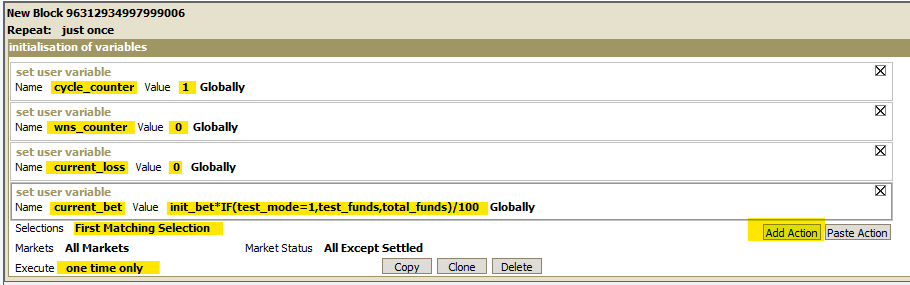 New Block 96312934997999006
Repeat: just once
initialisation of variables
set user variable
Name cycle_counter Value 1 Globally
set user variable
Name wns_counter Value 0 Globally
set user variable
Name current_loss Value 0 Globally
set user variable
Name current_bet Value init_bet*IF(test_mode=1,test_funds,total_funds)/100 Globally
Selections First Matching Selection Add Action Paste Action
Markets All Markets Market Status All Except Settled
Execute one time only Copy Clone Delete